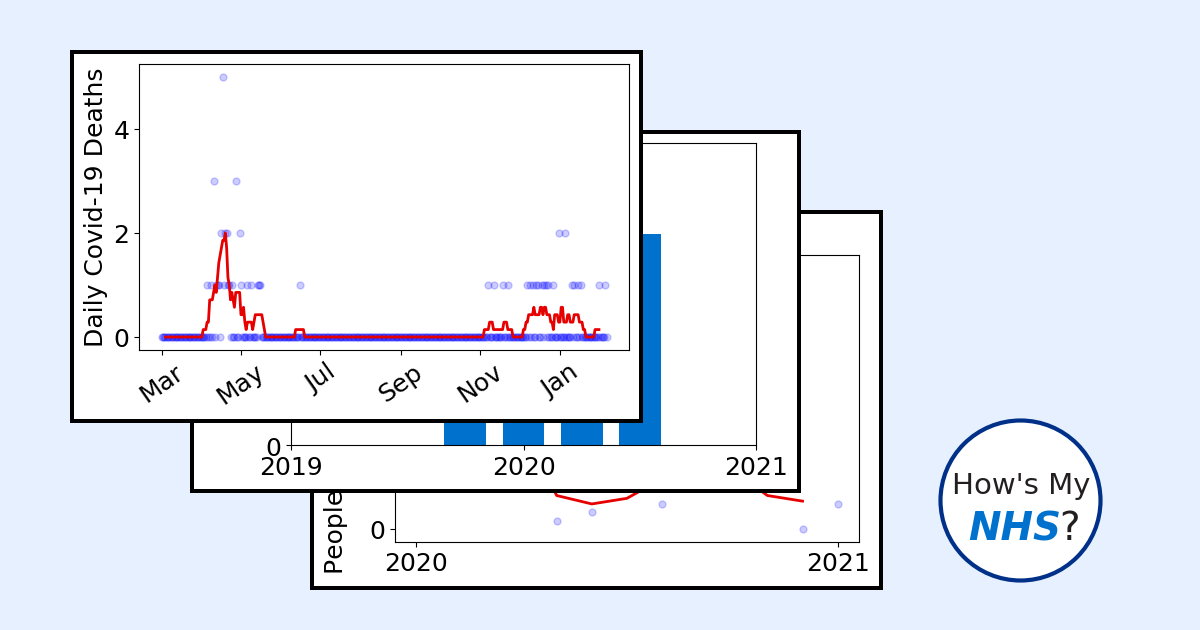 Daily Covid-19 Deaths
4
2
0
Mar May Jul Sep Nov Jan
0
2019 2020 2021
People
0
2020 2021
How's My
NHS?